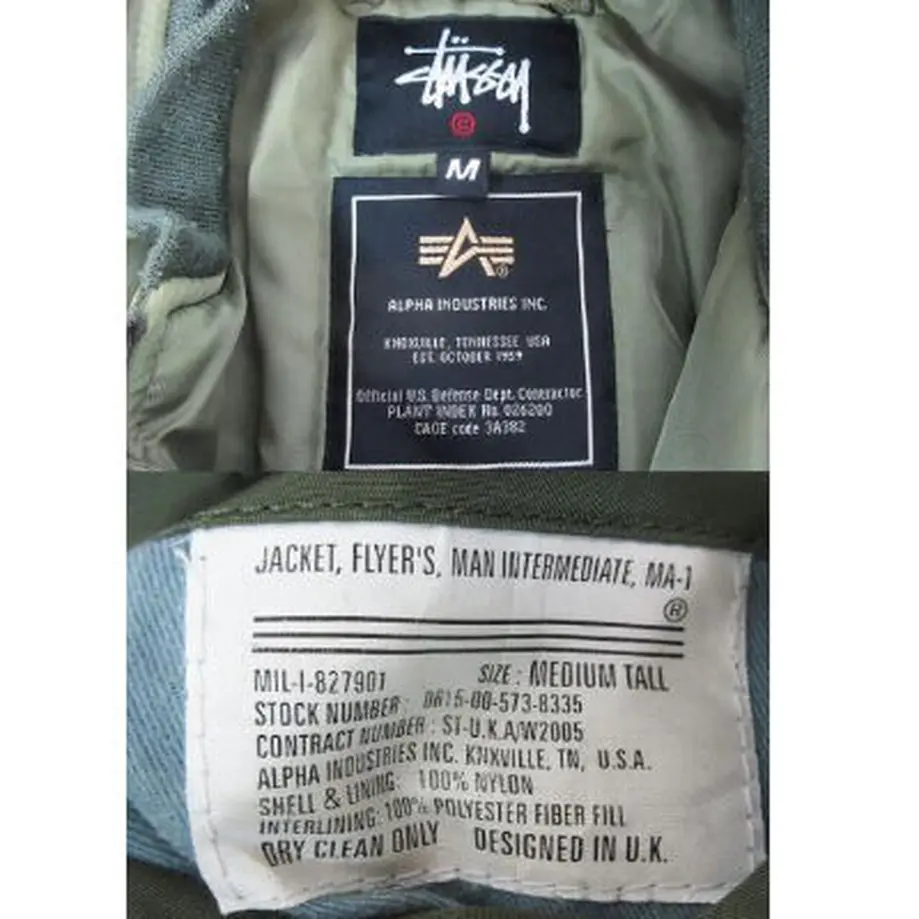 Stüssy
©
M
®
ALPHA INDUSTRIES INC.
KNOXVILLE, TENNESSEE USA
EST. OCTOBER 1959
Official U.S. Defense Dept. Contractor
PLANT INDEX No. 026200
CAGE code 3A382
JACKET, FLYER'S, MAN INTERMEDIATE, MA-1
®
MIL-I-827901 SIZE : MEDIUM TALL
STOCK NUMBER : 0615-00-573-8335
CONTRACT NUMBER : ST-U.K.A/W2005
ALPHA INDUSTRIES INC. KNXVILLE, TN, U.S.A.
SHELL & LINING: 100% NYLON
INTERLINING: 100% POLYESTER FIBER FILL
DRY CLEAN ONLY DESIGNED IN U.K.